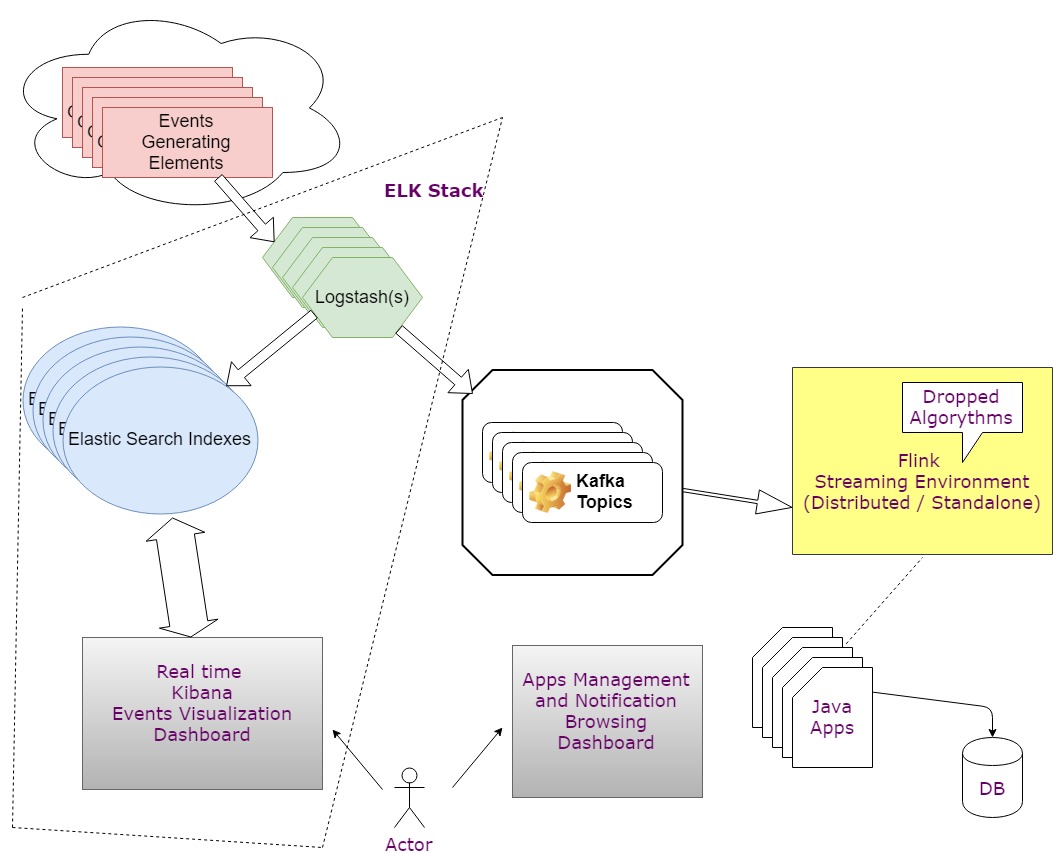 Events
Generating
Elements
ELK Stack
Logstash(s)
Elastic Search Indexes
Kafka
Topics
Dropped
Algorythms
Flink
Streaming Environment
(Distributed / Standalone)
Real time
Kibana
Events Visualization
Dashboard
Apps Management
and Notification
Browsing
Dashboard
Java
Apps
DB
Actor